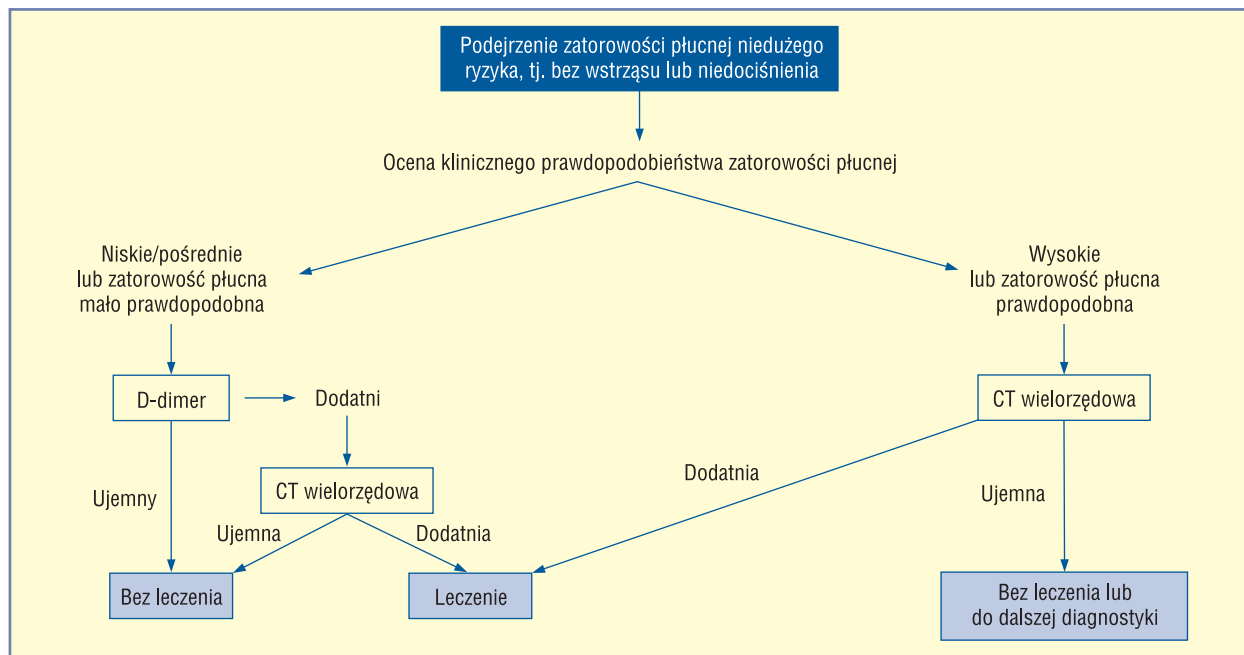 Podejrzenie zatorowości płucnej niedużego
ryzyka, tj. bez wstrząsu lub niedociśnienia
Ocena klinicznego prawdopodobieństwa zatorowości płucnej
Niskie/pośrednie
lub zatorowość płucna
mało prawdopodobna
Wysokie
lub zatorowość płucna
prawdopodobna
D-dimer
Dodatni
CT wielorzędowa
Dodatnia
CT wielorzędowa
Ujemny
Ujemna
Ujemna
Dodatnia
Bez leczenia
Leczenie
Bez leczenia lub
do dalszej diagnostyki